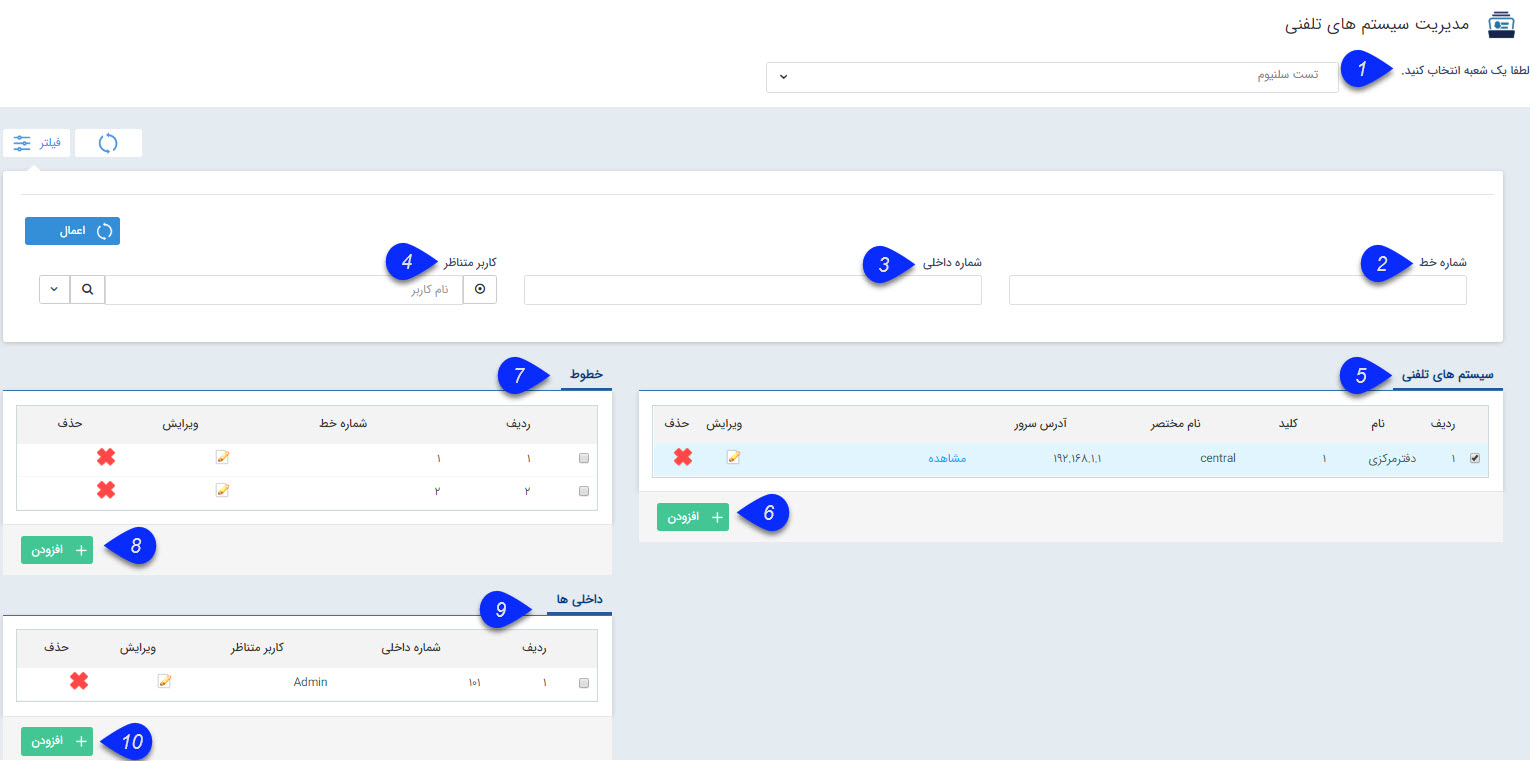 مدیریت سیستم های تلفنی
لطفا یک شعبه انتخاب کنید. 1 تست سلنیوم
فیلتر
اعمال
شماره خط 2 شماره داخلی 3 کاربر متناظر 4
نام کاربر
سیستم های تلفنی 5
ردیف نام کلید نام مختصر آدرس سرور ویرایش حذف
۱ دفترمرکزی ۱ central ۱۹۲.۱۶۸.۱.۱ مشاهده
افزودن 6
خطوط 7
ردیف شماره خط ویرایش حذف
۱ ۱
۲ ۲
افزودن 8
داخلی ها 9
ردیف شماره داخلی کاربر متناظر ویرایش حذف
۱ ۱۰۱ Admin
افزودن 10